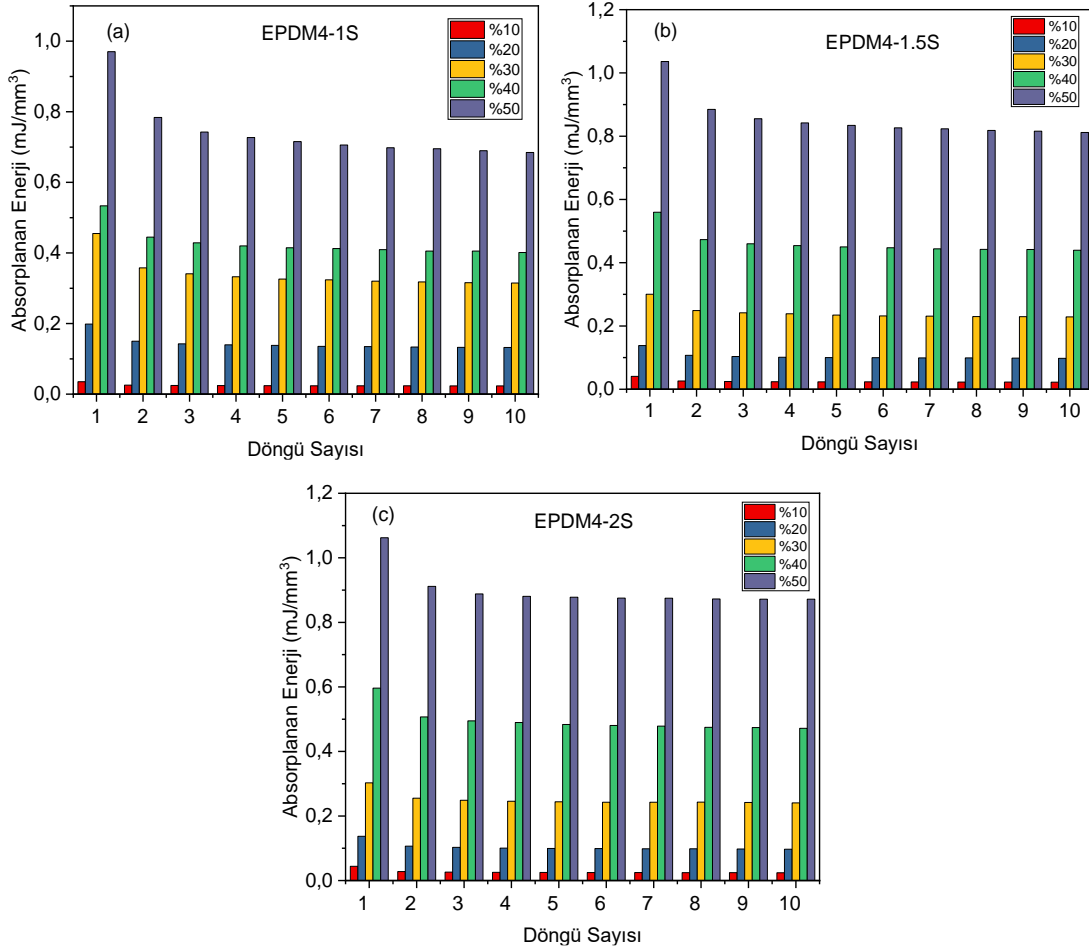 (a)
EPDM4-1S
%10
%20
%30
%40
%50
Absorplanan Enerji (mJ/mm³)
1,0
0,8
0,6
0,4
0,2
0,0
1 2 3 4 5 6 7 8 9 10
Döngü Sayısı
(b)
EPDM4-1.5S
%10
%20
%30
%40
%50
Absorplanan Enerji (mJ/mm³)
1,2
1,0
0,8
0,6
0,4
0,2
0,0
1 2 3 4 5 6 7 8 9 10
Döngü Sayısı
(c)
EPDM4-2S
%10
%20
%30
%40
%50
Absorplanan Enerji (mJ/mm³)
1,2
1,0
0,8
0,6
0,4
0,2
0,0
1 2 3 4 5 6 7 8 9 10
Döngü Sayısı